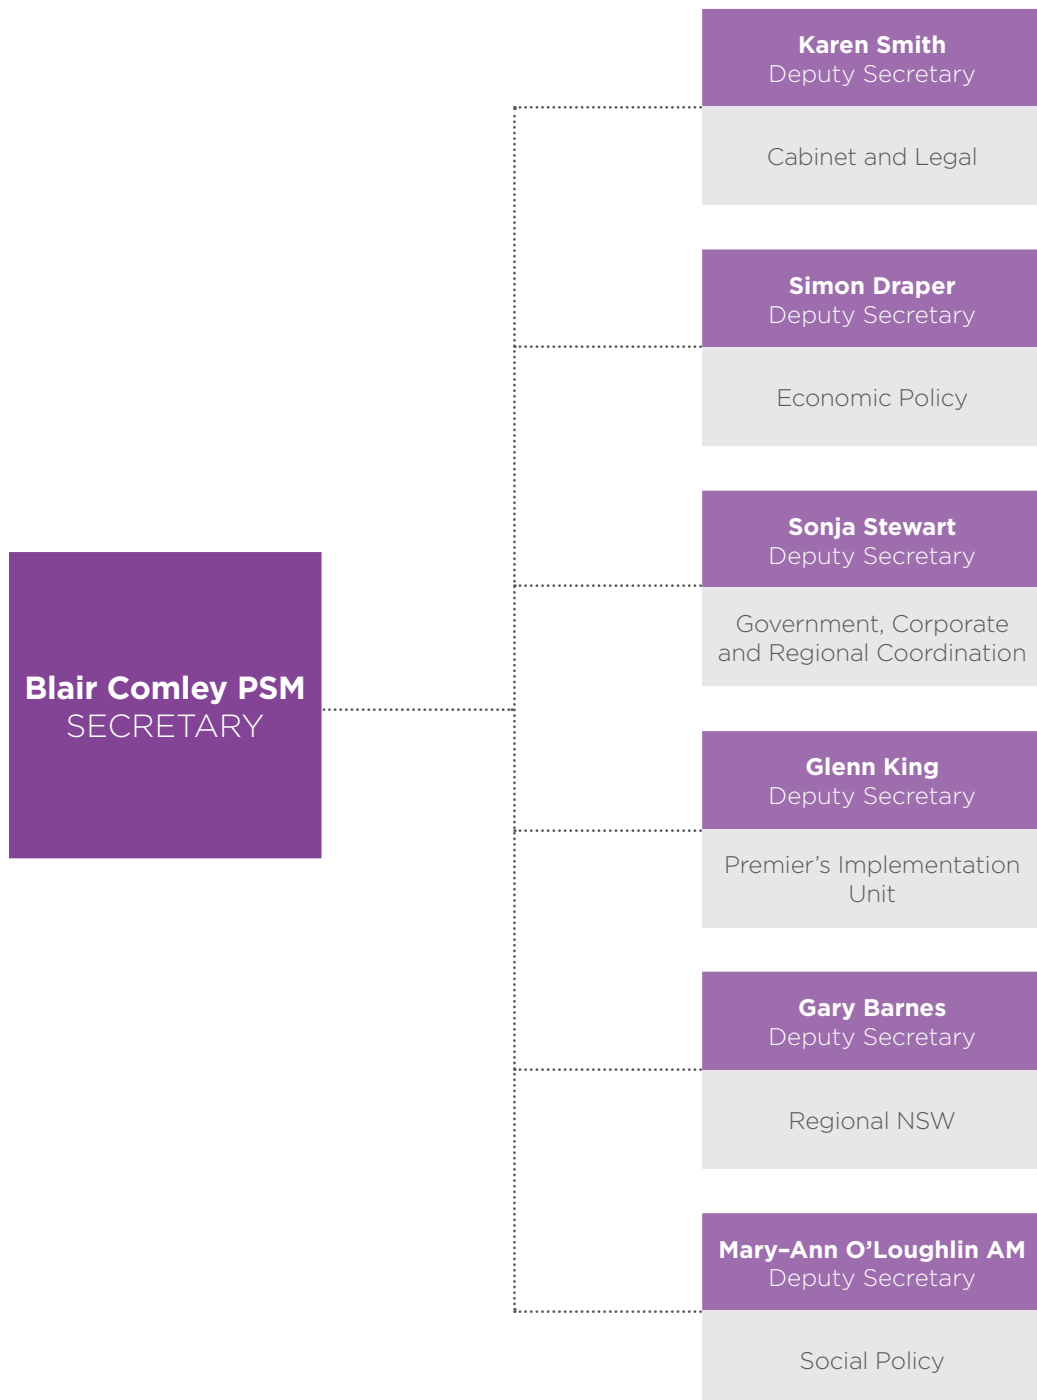 Karen Smith
Deputy Secretary
Cabinet and Legal
Simon Draper
Deputy Secretary
Economic Policy
Sonja Stewart
Deputy Secretary
Government, Corporate
and Regional Coordination
Blair Comley PSM
SECRETARY
Glenn King
Deputy Secretary
Premier’s Implementation
Unit
Gary Barnes
Deputy Secretary
Regional NSW
Mary–Ann O’Loughlin AM
Deputy Secretary
Social Policy